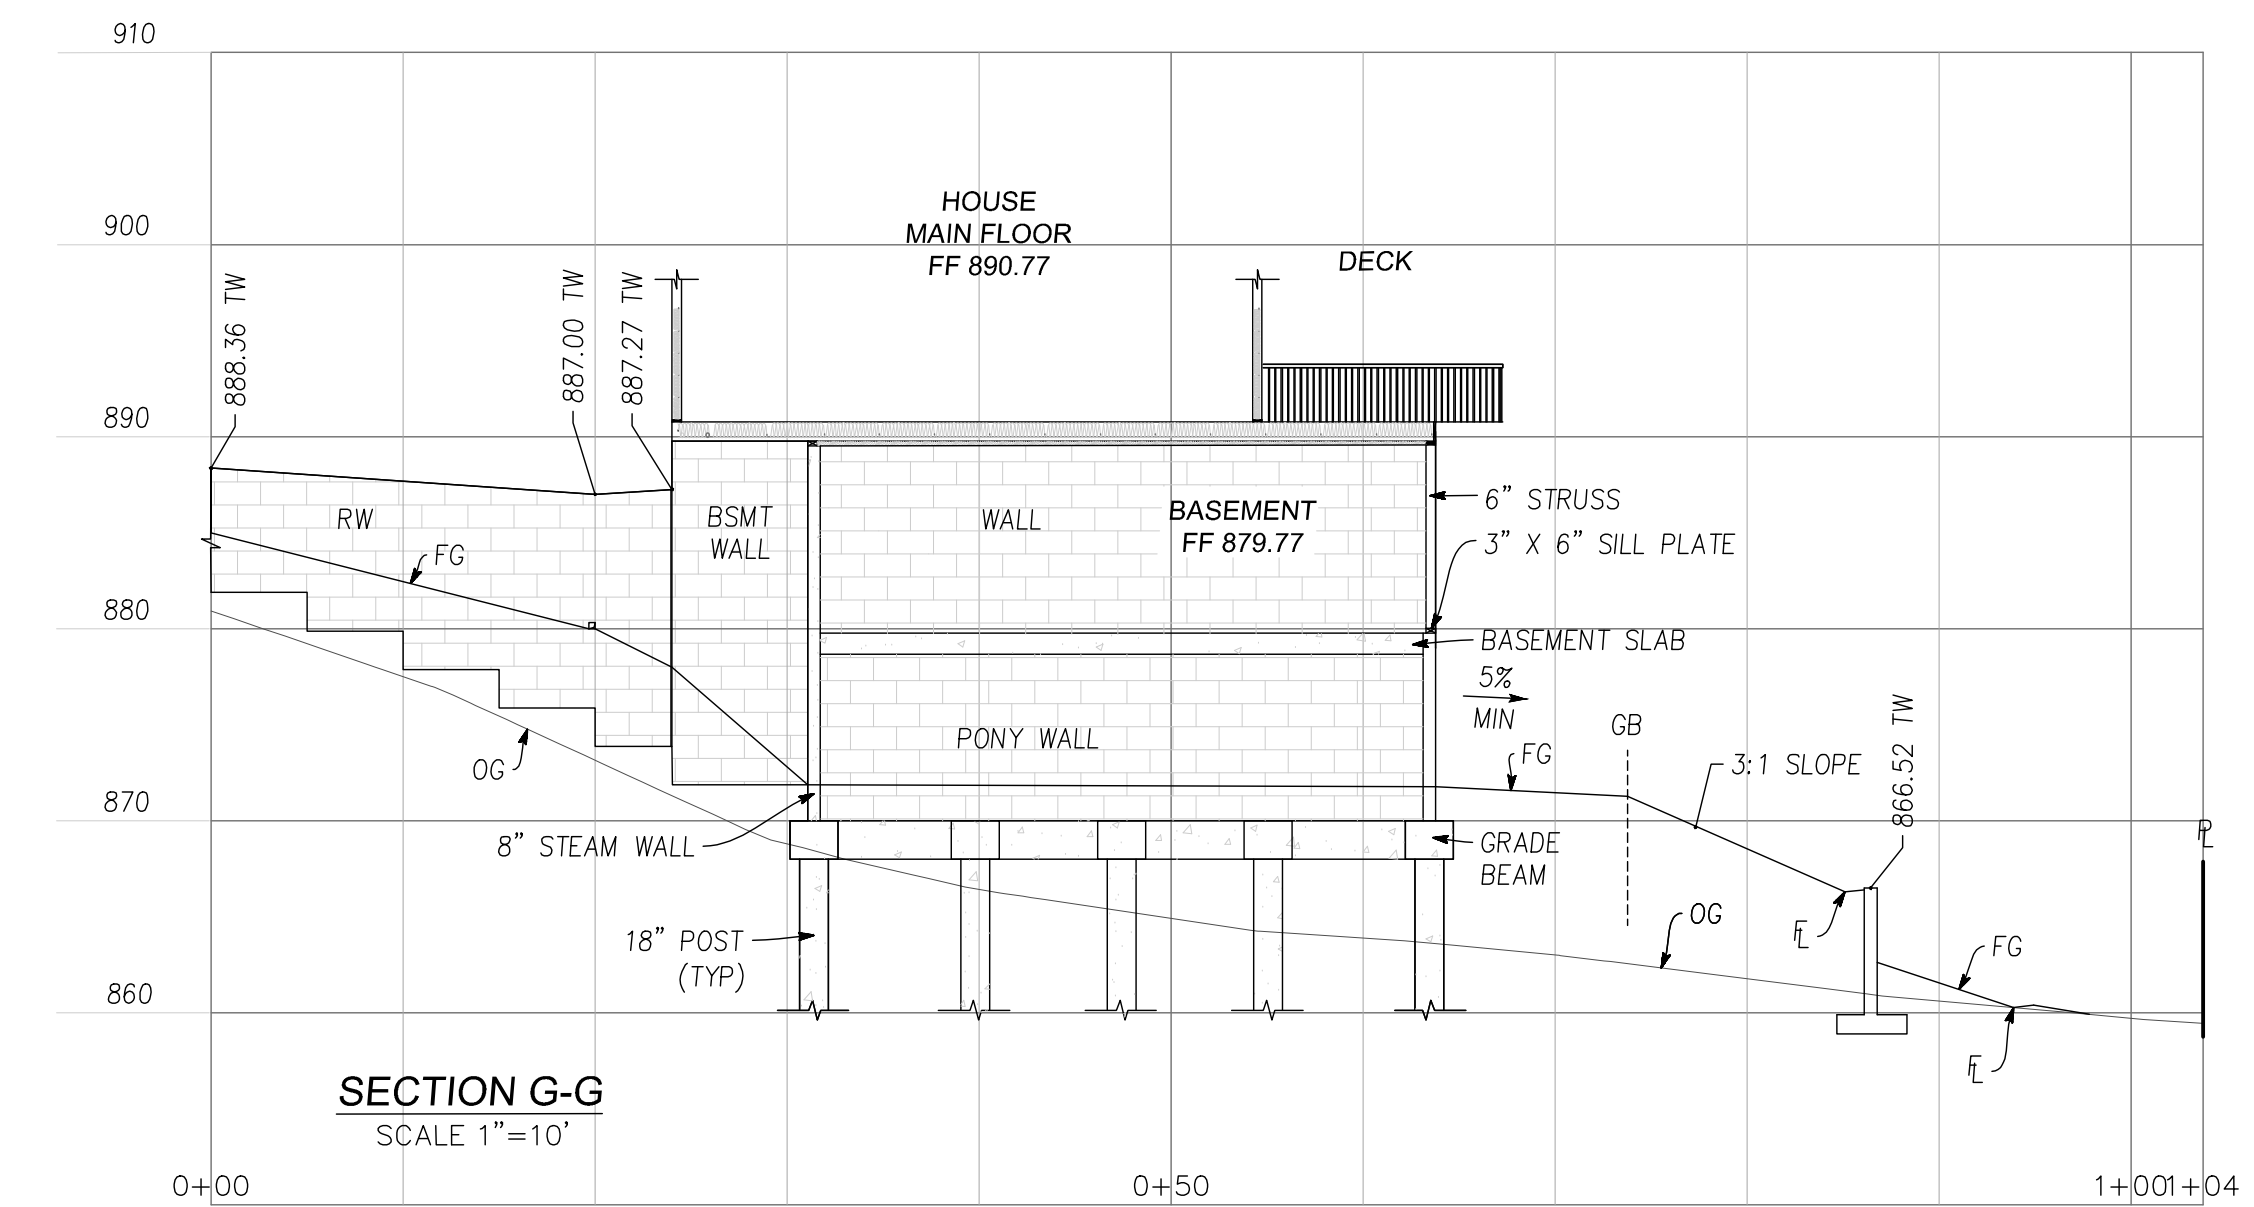 910
900
890
880
870
860
HOUSE
MAIN FLOOR
FF 890.77
DECK
888.36 TW
887.00 TW
887.27 TW
RW
FG
BSMT
WALL
WALL
BASEMENT
FF 879.77
6” STRUSS
3” X 6” SILL PLATE
BASEMENT SLAB
5%
MIN
PONY WALL
OG
8” STEAM WALL
18” POST
(TYP)
GRADE
BEAM
FG
GB
3:1 SLOPE
866.52 TW
PL
OG
FL
FG
FL
SECTION G-G
SCALE 1”=10’
0+00
0+50
1+00
1+04